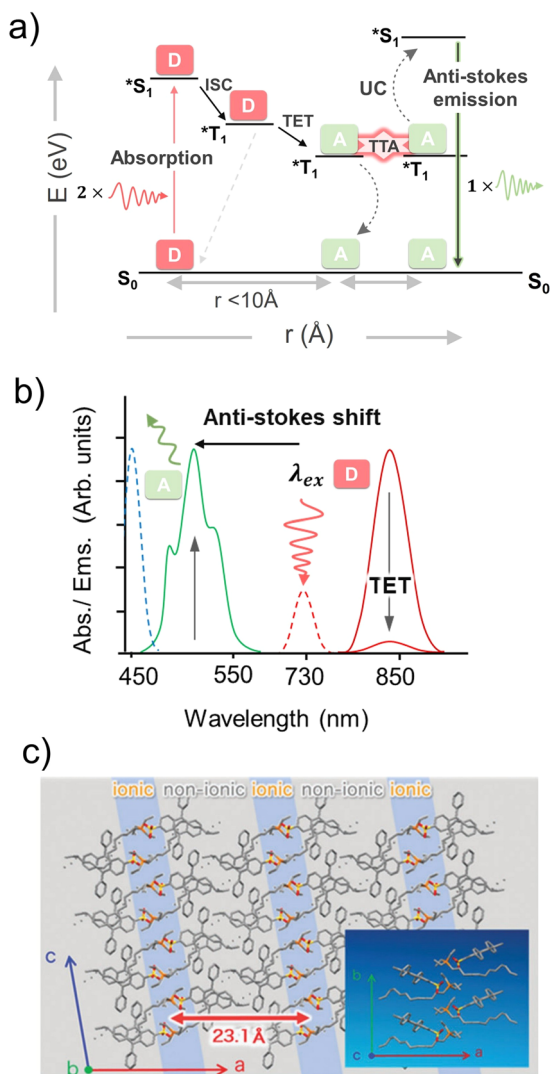 a)
*S1
D
ISC
D
*T1
TET
Absorption
2 ×
E (eV)
*S1
UC
Anti-stokes
emission
A
TTA
A
*T1
*T1
1 ×
D
A
A
S0
S0
r <10Å
r (Å)
b)
Anti-stokes shift
A
λex
D
TET
Abs./ Ems. (Arb. units)
450
550
730
850
Wavelength (nm)
c)
ionic
non-ionic
ionic
non-ionic
ionic
c
b
a
23.1 Å
b
c
a